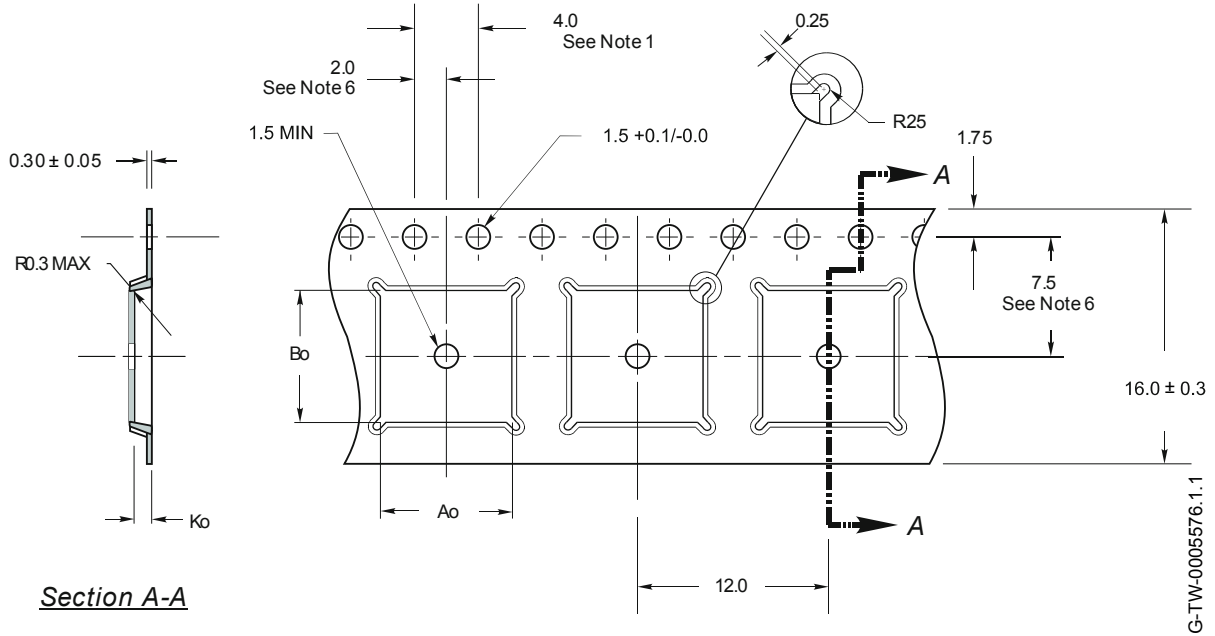 4.0
See Note 1
0.25
2.0
See Note 6
R25
1.5 MIN
1.5 +0.1/-0.0
1.75
0.30 ± 0.05
A
R0.3 MAX
7.5
See Note 6
Bo
16.0 ± 0.3
Ao
Ko
A
12.0
Section A-A
G-TW-0005576.1.1